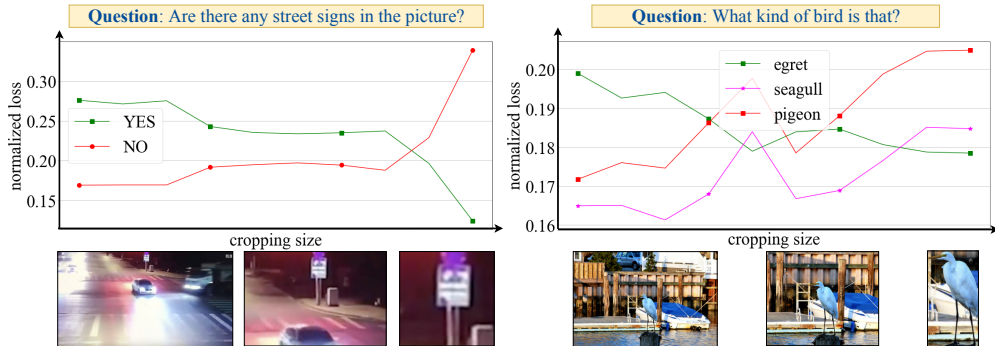 Question: Are there any street signs in the picture?
normalized loss
0.30
0.25
0.20
0.15
YES
NO
cropping size
Question: What kind of bird is that?
normalized loss
0.20
0.19
0.18
0.17
0.16
egret
seagull
pigeon
cropping size